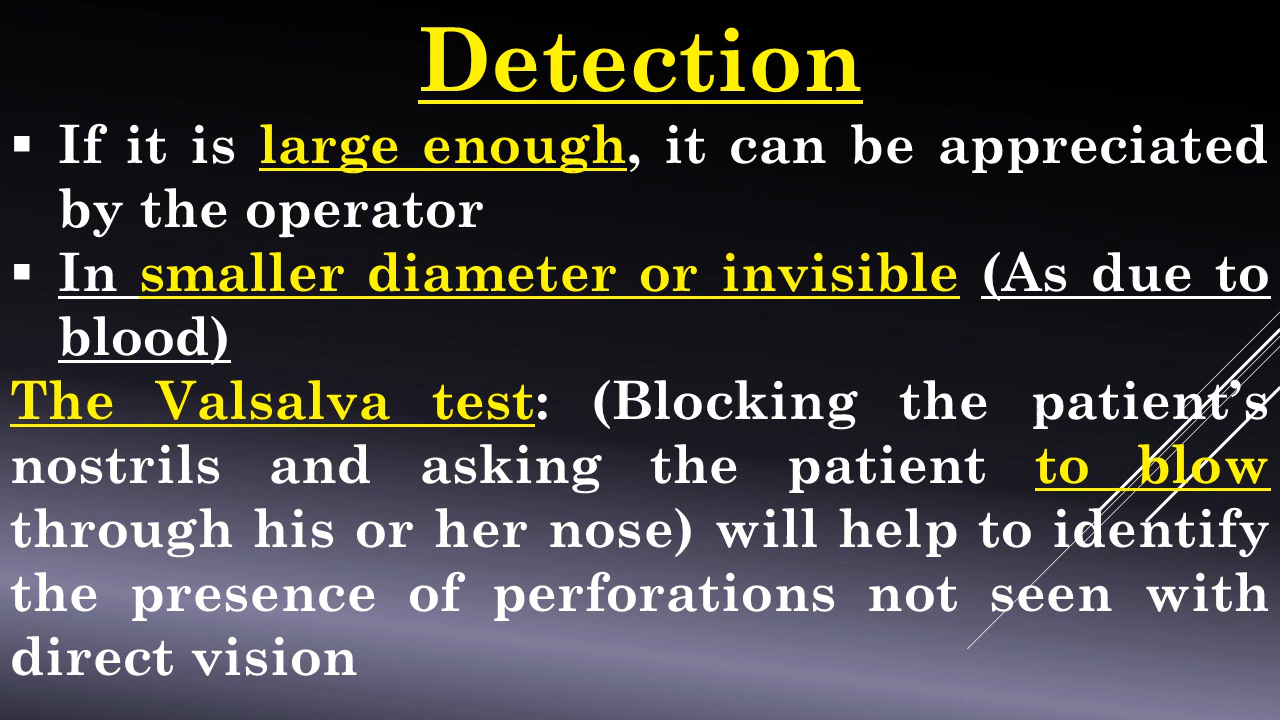 Detection
▪ If it is large enough, it can be appreciated
by the operator
▪ In smaller diameter or invisible (As due to
blood)
The Valsalva test: (Blocking the patient’s
nostrils and asking the patient to blow
through his or her nose) will help to identify
the presence of perforations not seen with
direct vision